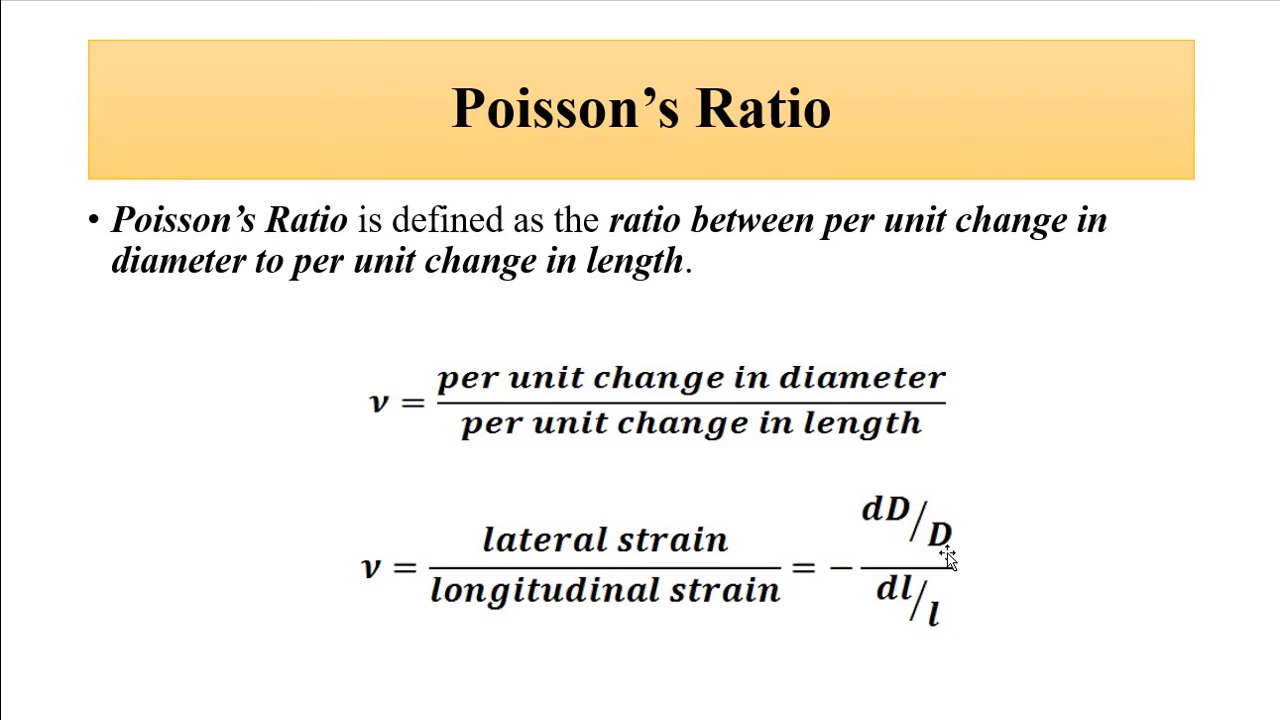 Poisson’s Ratio
• Poisson’s Ratio is defined as the ratio between per unit change in
diameter to per unit change in length.
ν = per unit change in diameter / per unit change in length
ν = lateral strain / longitudinal strain = − dD/D / dl/l